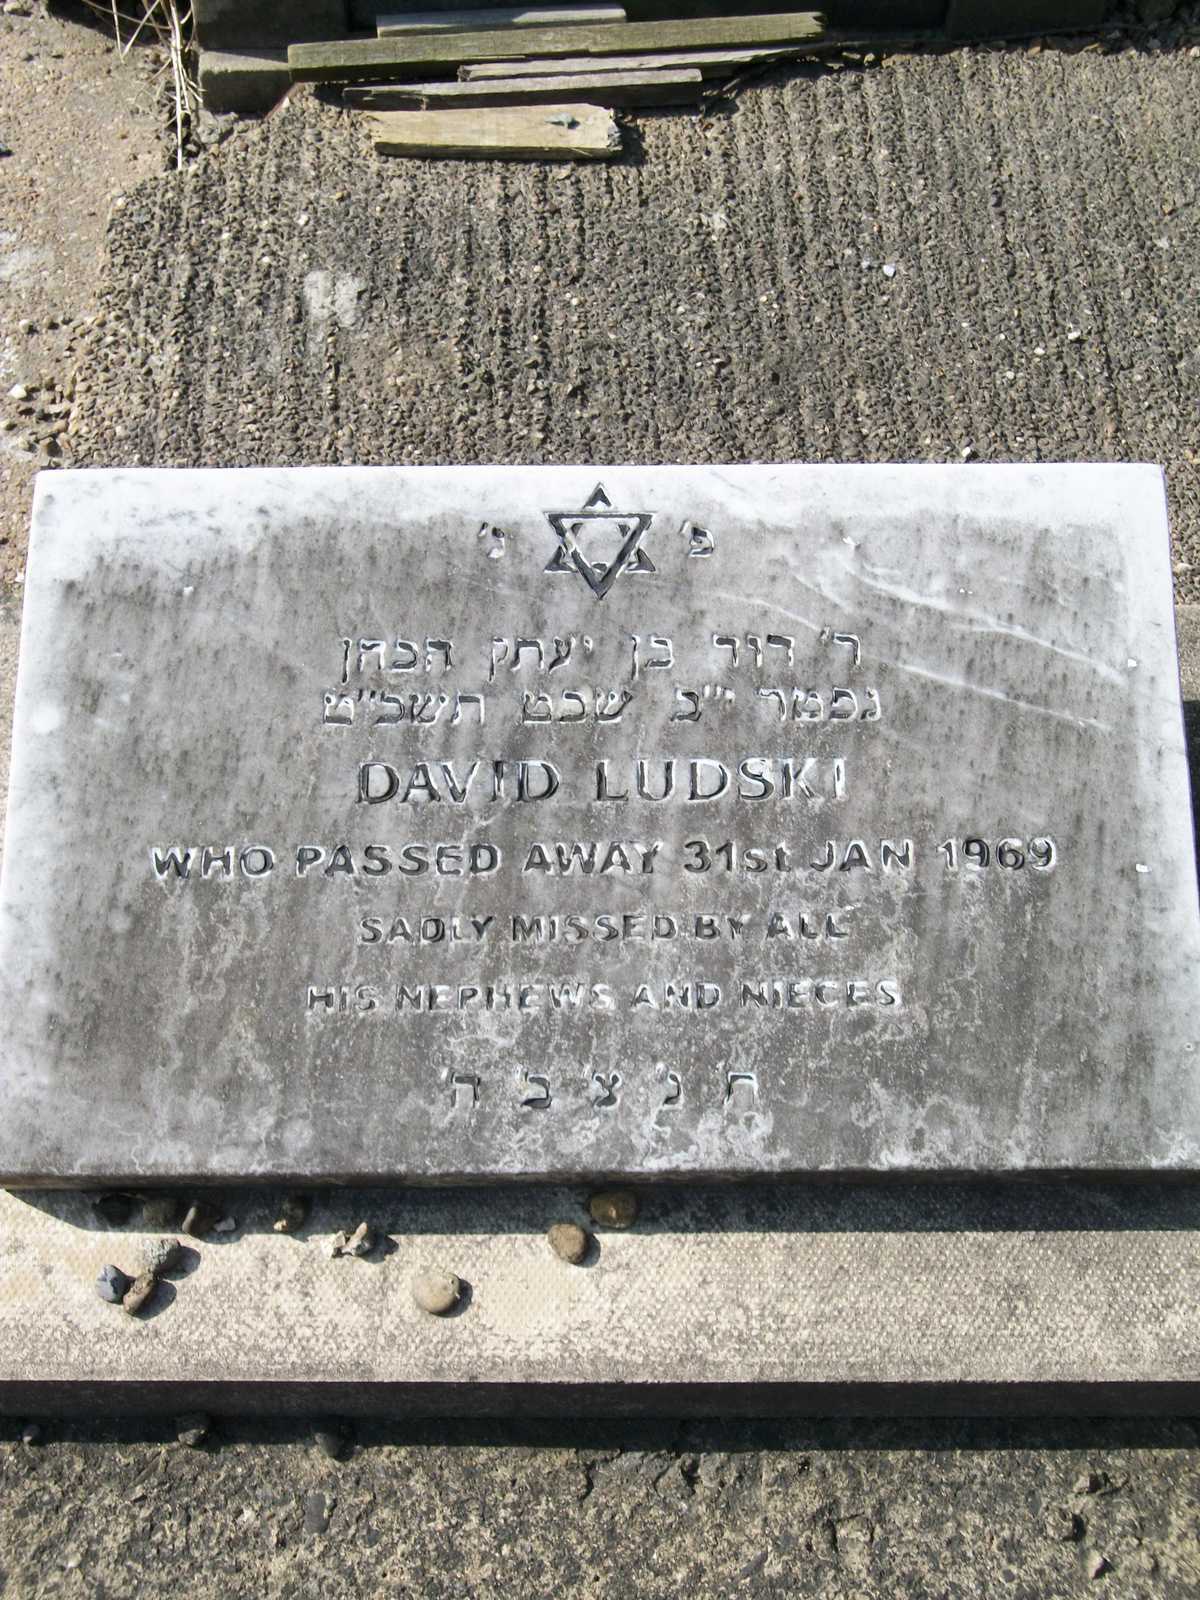 פ' נ'
ר' דוד בן יעתק הכהן
נפטר י"ב שבט תשכ"ט
DAVID LUDSKI
WHO PASSED AWAY 31st JAN 1969
SADLY MISSED BY ALL
HIS NEPHEWS AND NIECES
ת' נ' צ' ב' ה'